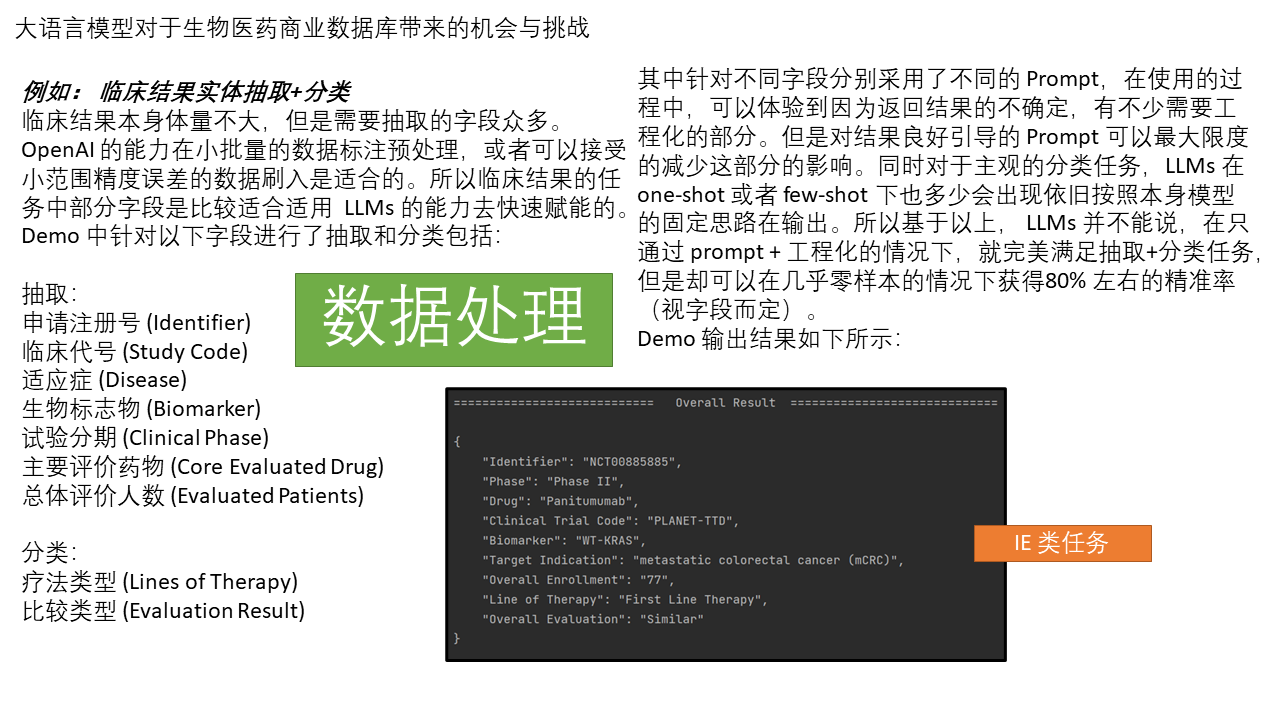 大语言模型对于生物医药商业数据库带来的机会与挑战
例如： 临床结果实体抽取+分类
临床结果本身体量不大，但是需要抽取的字段众多。
OpenAI 的能力在小批量的数据标注预处理，或者可以接受
小范围精度误差的数据刷入是适合的。所以临床结果的任
务中部分字段是比较适合适用 LLMs 的能力去快速赋能的。
Demo 中针对以下字段进行了抽取和分类包括：
抽取：
申请注册号 (Identifier)
临床代号 (Study Code)
适应症 (Disease)
生物标志物 (Biomarker)
试验分期 (Clinical Phase)
主要评价药物 (Core Evaluated Drug)
总体评价人数 (Evaluated Patients)
分类：
疗法类型 (Lines of Therapy)
比较类型 (Evaluation Result)
数据处理
其中针对不同字段分别采用了不同的 Prompt，在使用的过
程中，可以体验到因为返回结果的不确定，有不少需要工
程化的部分。但是对结果良好引导的 Prompt 可以最大限度
的减少这部分的影响。同时对于主观的分类任务，LLMs 在
one-shot 或者 few-shot 下也多少会出现依旧按照本身模型
的固定思路在输出。所以基于以上， LLMs 并不能说，在只
通过 prompt + 工程化的情况下，就完美满足抽取+分类任务，
但是却可以在几乎零样本的情况下获得80% 左右的精准率
（视字段而定）。
Demo 输出结果如下所示：
============================ Overall Result =============================
{
"Identifier": "NCT00885885",
"Phase": "Phase II",
"Drug": "Panitumumab",
"Clinical Trial Code": "PLANET-TTD",
"Biomarker": "WT-KRAS",
"Target Indication": "metastatic colorectal cancer (mCRC)",
"Overall Enrollment": "77",
"Line of Therapy": "First Line Therapy",
"Overall Evaluation": "Similar"
}
IE 类任务